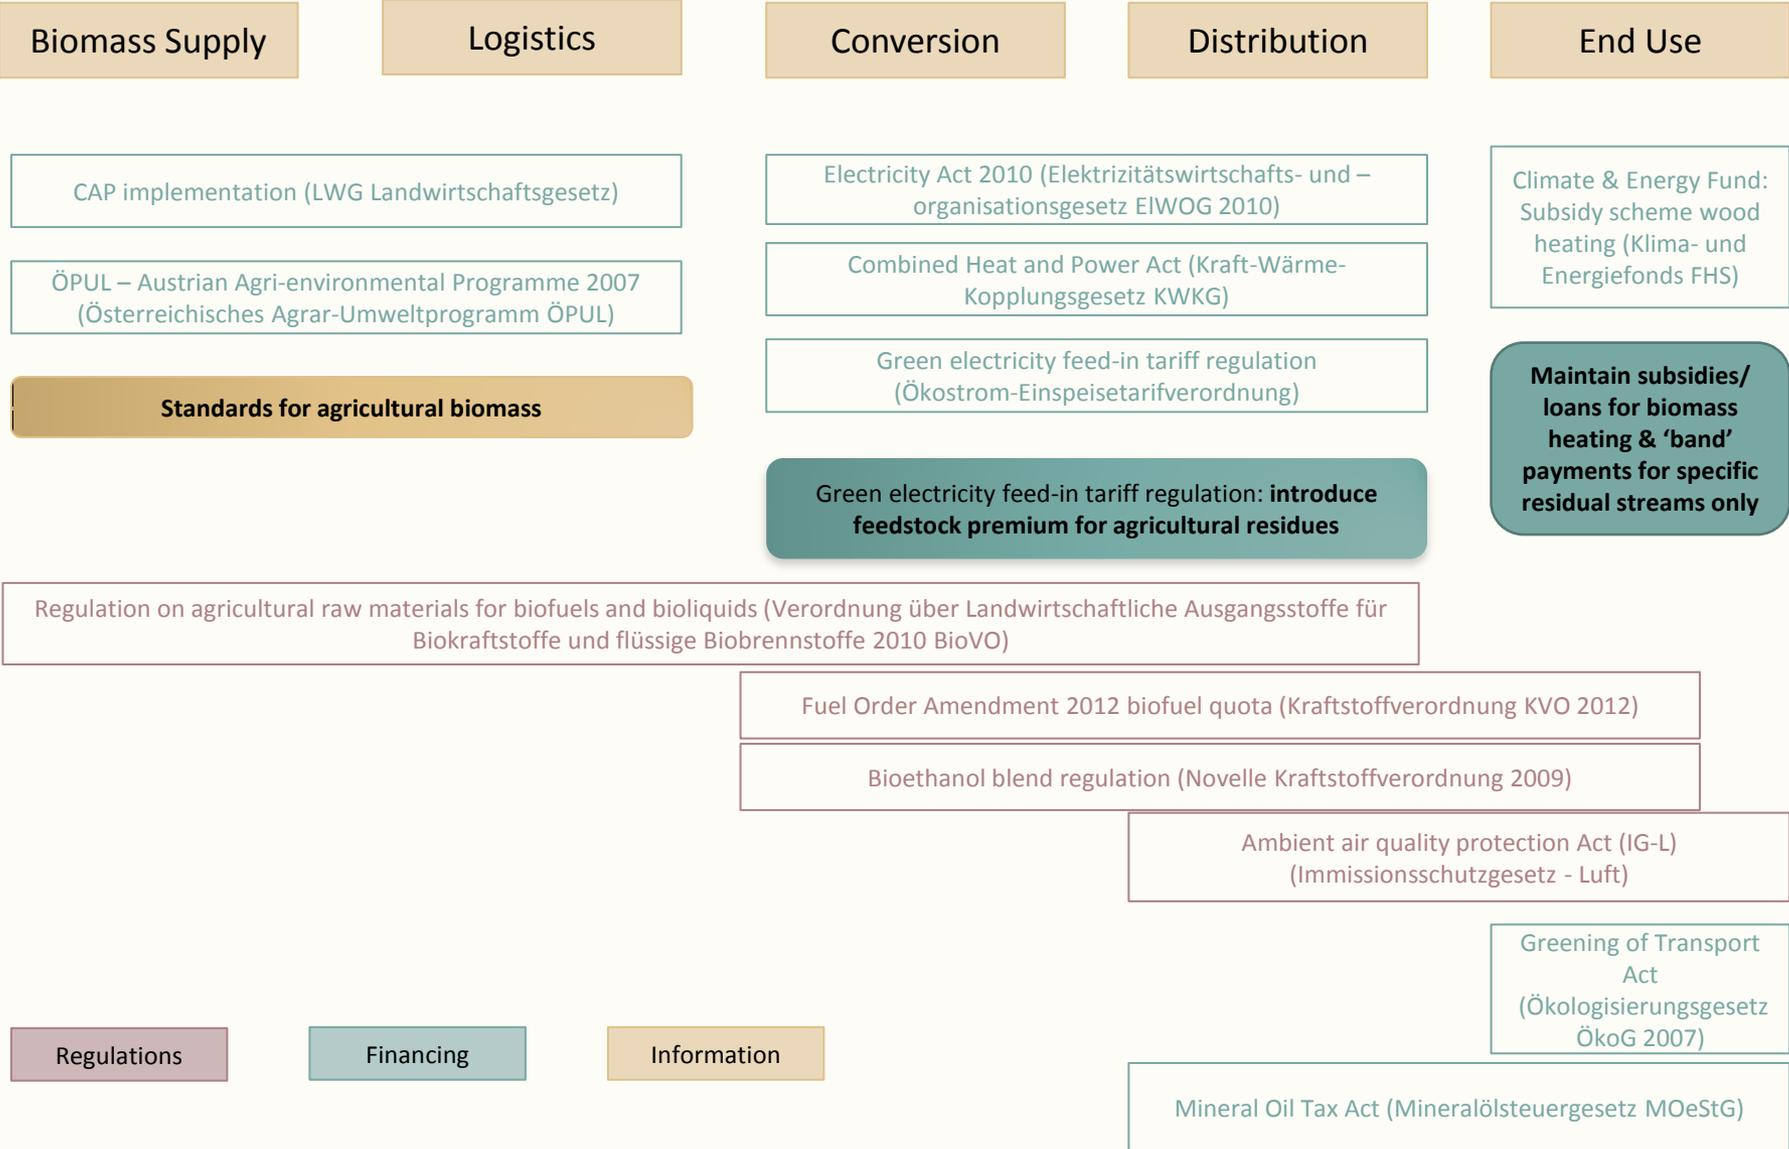 Biomass Supply
Logistics
Conversion
Distribution
End Use
CAP implementation (LWG Landwirtschaftsgesetz)
ÖPUL – Austrian Agri-environmental Programme 2007
(Österreichisches Agrar-Umweltprogramm ÖPUL)
Standards for agricultural biomass
Electricity Act 2010 (Elektrizitätswirtschafts- und –
organisationsgesetz ElWOG 2010)
Combined Heat and Power Act (Kraft-Wärme-
Kopplungsgesetz KWKG)
Green electricity feed-in tariff regulation
(Ökostrom-Einspeisetarifverordnung)
Green electricity feed-in tariff regulation: introduce
feedstock premium for agricultural residues
Climate & Energy Fund:
Subsidy scheme wood
heating (Klima- und
Energiefonds FHS)
Maintain subsidies/
loans for biomass
heating & ‘band’
payments for specific
residual streams only
Regulation on agricultural raw materials for biofuels and bioliquids (Verordnung über Landwirtschaftliche Ausgangsstoffe für
Biokraftstoffe und flüssige Biobrennstoffe 2010 BioVO)
Fuel Order Amendment 2012 biofuel quota (Kraftstoffverordnung KVO 2012)
Bioethanol blend regulation (Novelle Kraftstoffverordnung 2009)
Ambient air quality protection Act (IG-L)
(Immissionsschutzgesetz - Luft)
Greening of Transport
Act
(Ökologisierungsgesetz
ÖkoG 2007)
Mineral Oil Tax Act (Mineralölsteuergesetz MOeStG)
Regulations
Financing
Information